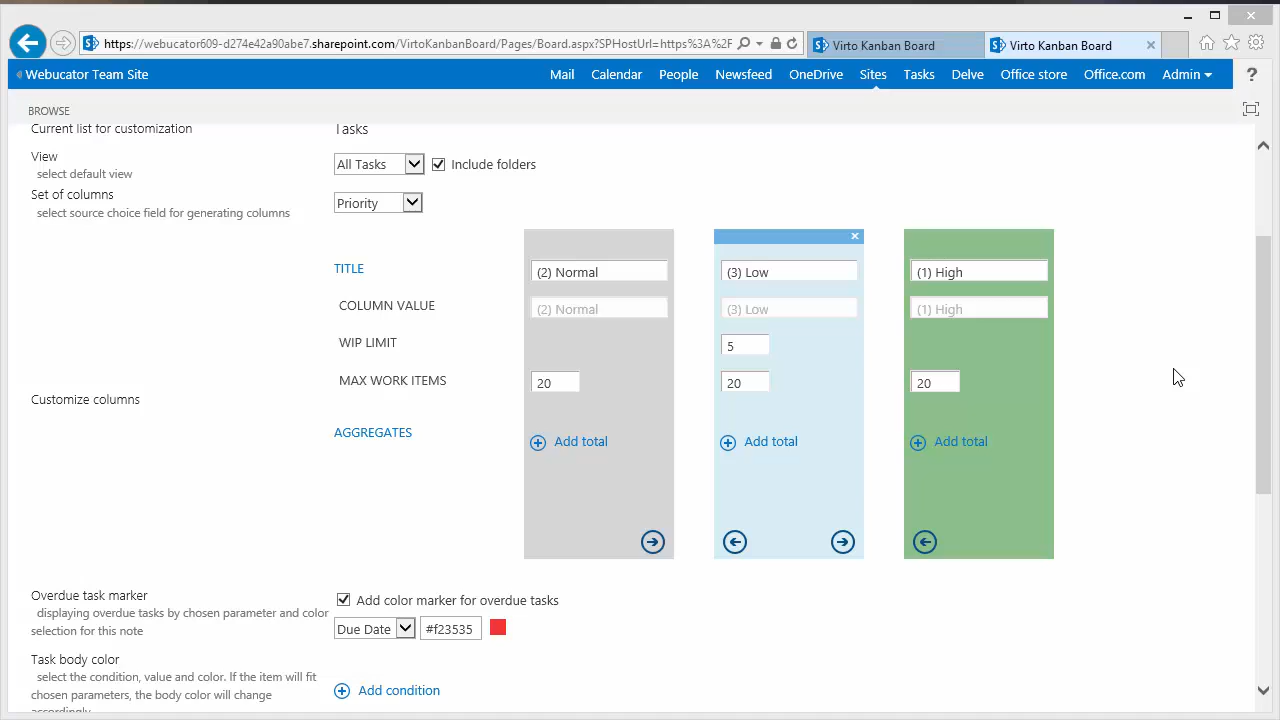 https://webucator609-d274e42a90abe7.sharepoint.com/VirtoKanbanBoard/Pages/Board.aspx?SPHostUrl=https%3A%2F
Virto Kanban Board
Virto Kanban Board
Webucator Team Site
Mail
Calendar
People
Newsfeed
OneDrive
Sites
Tasks
Delve
Office store
Office.com
Admin
?
BROWSE
Current list for customization
Tasks
View
select default view
All Tasks
Include folders
Set of columns
select source choice field for generating columns
Priority
TITLE
(2) Normal
(3) Low
(1) High
COLUMN VALUE
(2) Normal
(3) Low
(1) High
WIP LIMIT
5
MAX WORK ITEMS
20
20
20
Customize columns
AGGREGATES
Add total
Add total
Add total
Overdue task marker
displaying overdue tasks by chosen parameter and color
selection for this note
Add color marker for overdue tasks
Due Date
#f23535
Task body color
select the condition, value and color. If the item will fit
chosen parameters, the body color will change
accordingly
Add condition